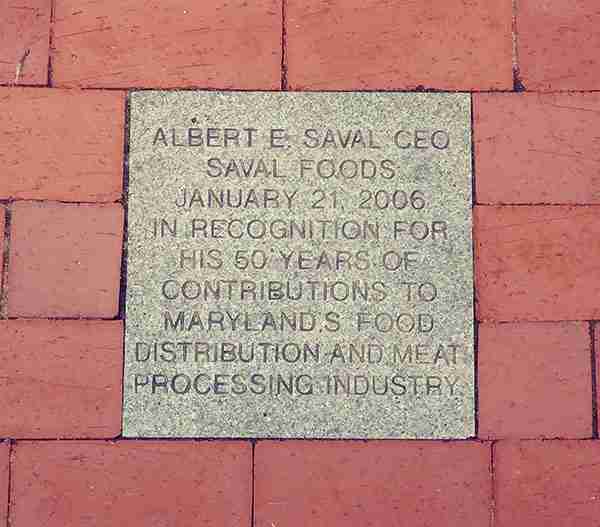 ALBERT E. SAVAL CEO
SAVAL FOODS
JANUARY 21, 2006
IN RECOGNITION FOR
HIS 50 YEARS OF
CONTRIBUTIONS TO
MARYLAND,S FOOD
DISTRIBUTION AND MEAT
PROCESSING INDUSTRY.